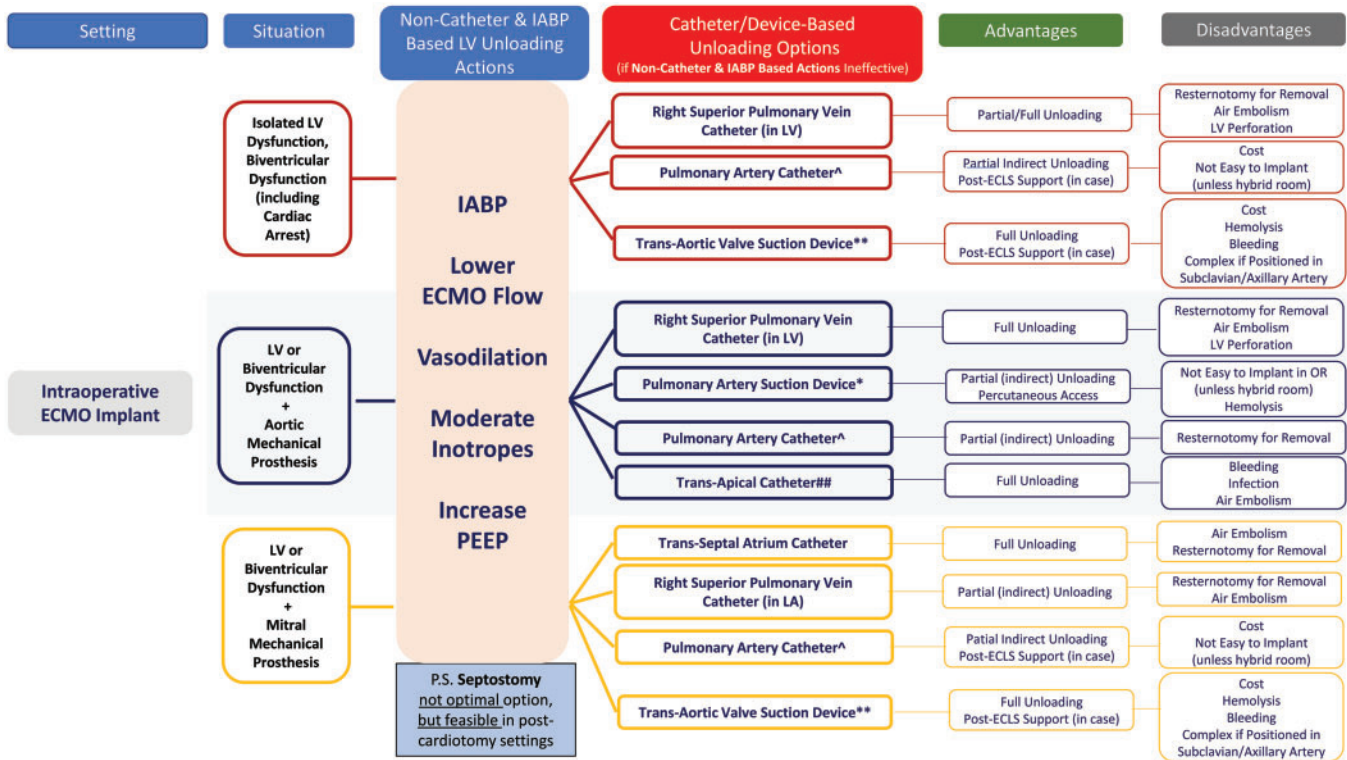 Setting
Situation
Non-Catheter & IABP
Based LV Unloading
Actions
Catheter/Device-Based
Unloading Options
(if Non-Catheter & IABP Based Actions Ineffective)
Advantages
Disadvantages
Intraoperative
ECMO Implant
Isolated LV
Dysfunction,
Biventricular
Dysfunction
(including
Cardiac
Arrest)
LV or
Biventricular
Dysfunction
+
Aortic
Mechanical
Prosthesis
LV or
Biventricular
Dysfunction
+
Mitral
Mechanical
Prosthesis
IABP
Lower
ECMO Flow
Vasodilation
Moderate
Inotropes
Increase
PEEP
P.S. Septostomy
not optimal option,
but feasible in post-
cardiotomy settings
Right Superior Pulmonary Vein
Catheter (in LV)
Partial/Full Unloading
Resternotomy for Removal
Air Embolism
LV Perforation
Pulmonary Artery Catheter^
Partial Indirect Unloading
Post-ECLS Support (in case)
Cost
Not Easy to Implant
(unless hybrid room)
Trans-Aortic Valve Suction Device**
Full Unloading
Post-ECLS Support (in case)
Cost
Hemolysis
Bleeding
Complex if Positioned in
Subclavian/Axillary Artery
Right Superior Pulmonary Vein
Catheter (in LV)
Full Unloading
Resternotomy for Removal
Air Embolism
LV Perforation
Pulmonary Artery Suction Device*
Partial (indirect) Unloading
Percutaneous Access
Not Easy to Implant in OR
(unless hybrid room)
Hemolysis
Pulmonary Artery Catheter^
Partial (indirect) Unloading
Resternotomy for Removal
Trans-Apical Catheter##
Full Unloading
Bleeding
Infection
Air Embolism
Trans-Septal Atrium Catheter
Full Unloading
Air Embolism
Resternotomy for Removal
Right Superior Pulmonary Vein
Catheter (in LA)
Partial (indirect) Unloading
Resternotomy for Removal
Air Embolism
Pulmonary Artery Catheter^
Patial Indirect Unloading
Post-ECLS Support (in case)
Cost
Not Easy to Implant
(unless hybrid room)
Trans-Aortic Valve Suction Device**
Full Unloading
Post-ECLS Support (in case)
Cost
Hemolysis
Bleeding
Complex if Positioned in
Subclavian/Axillary Artery